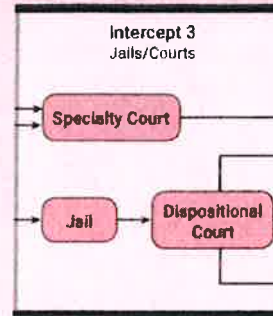 Intercept 3
Jails/Courts
Specialty Court
Jail
Dispositional
Court